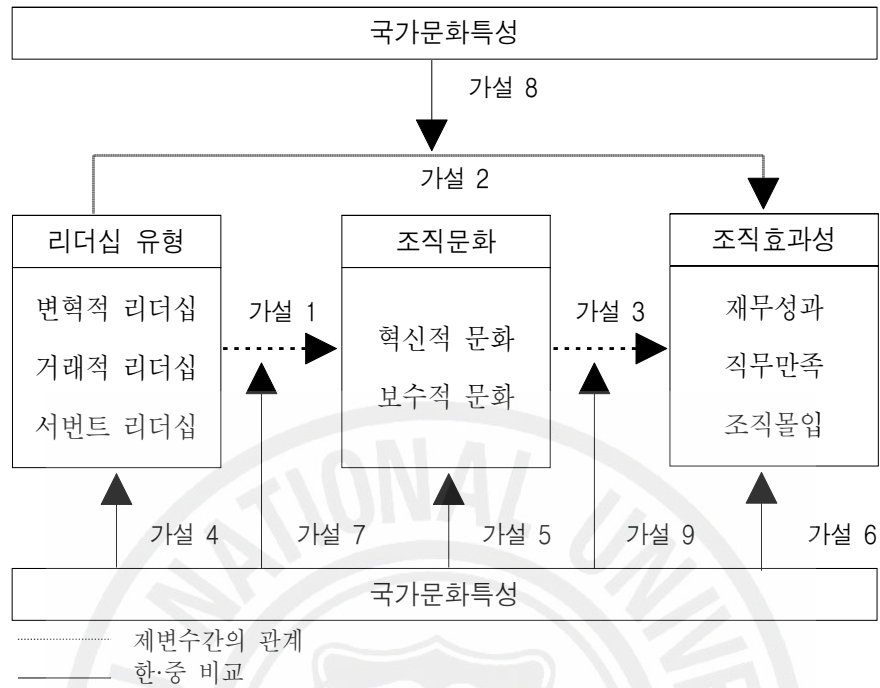 국가문화특성
가설 8
가설 2
리더십 유형
변혁적 리더십
거래적 리더십
서번트 리더십
가설 1
조직문화
혁신적 문화
보수적 문화
가설 3
조직효과성
재무성과
직무만족
조직몰입
가설 4
가설 7
가설 5
가설 9
가설 6
국가문화특성
제변수간의 관계
한·중 비교
NATIONAL UNIVE